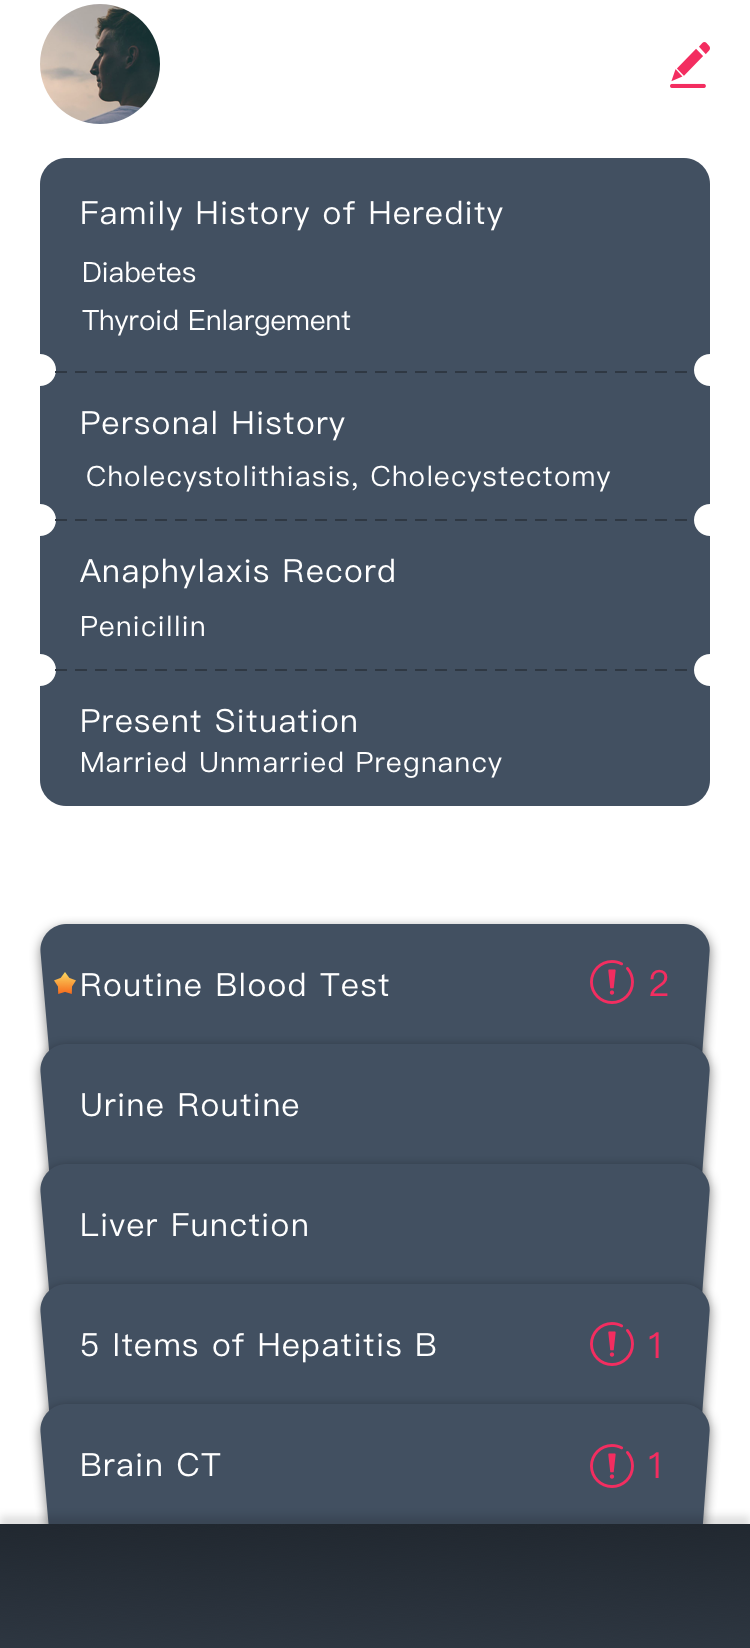 Family History of Heredity
Diabetes
Thyroid Enlargement
Personal History
Cholecystolithiasis, Cholecystectomy
Anaphylaxis Record
Penicillin
Present Situation
Married Unmarried Pregnancy
Routine Blood Test 2
Urine Routine
Liver Function
5 Items of Hepatitis B 1
Brain CT 1